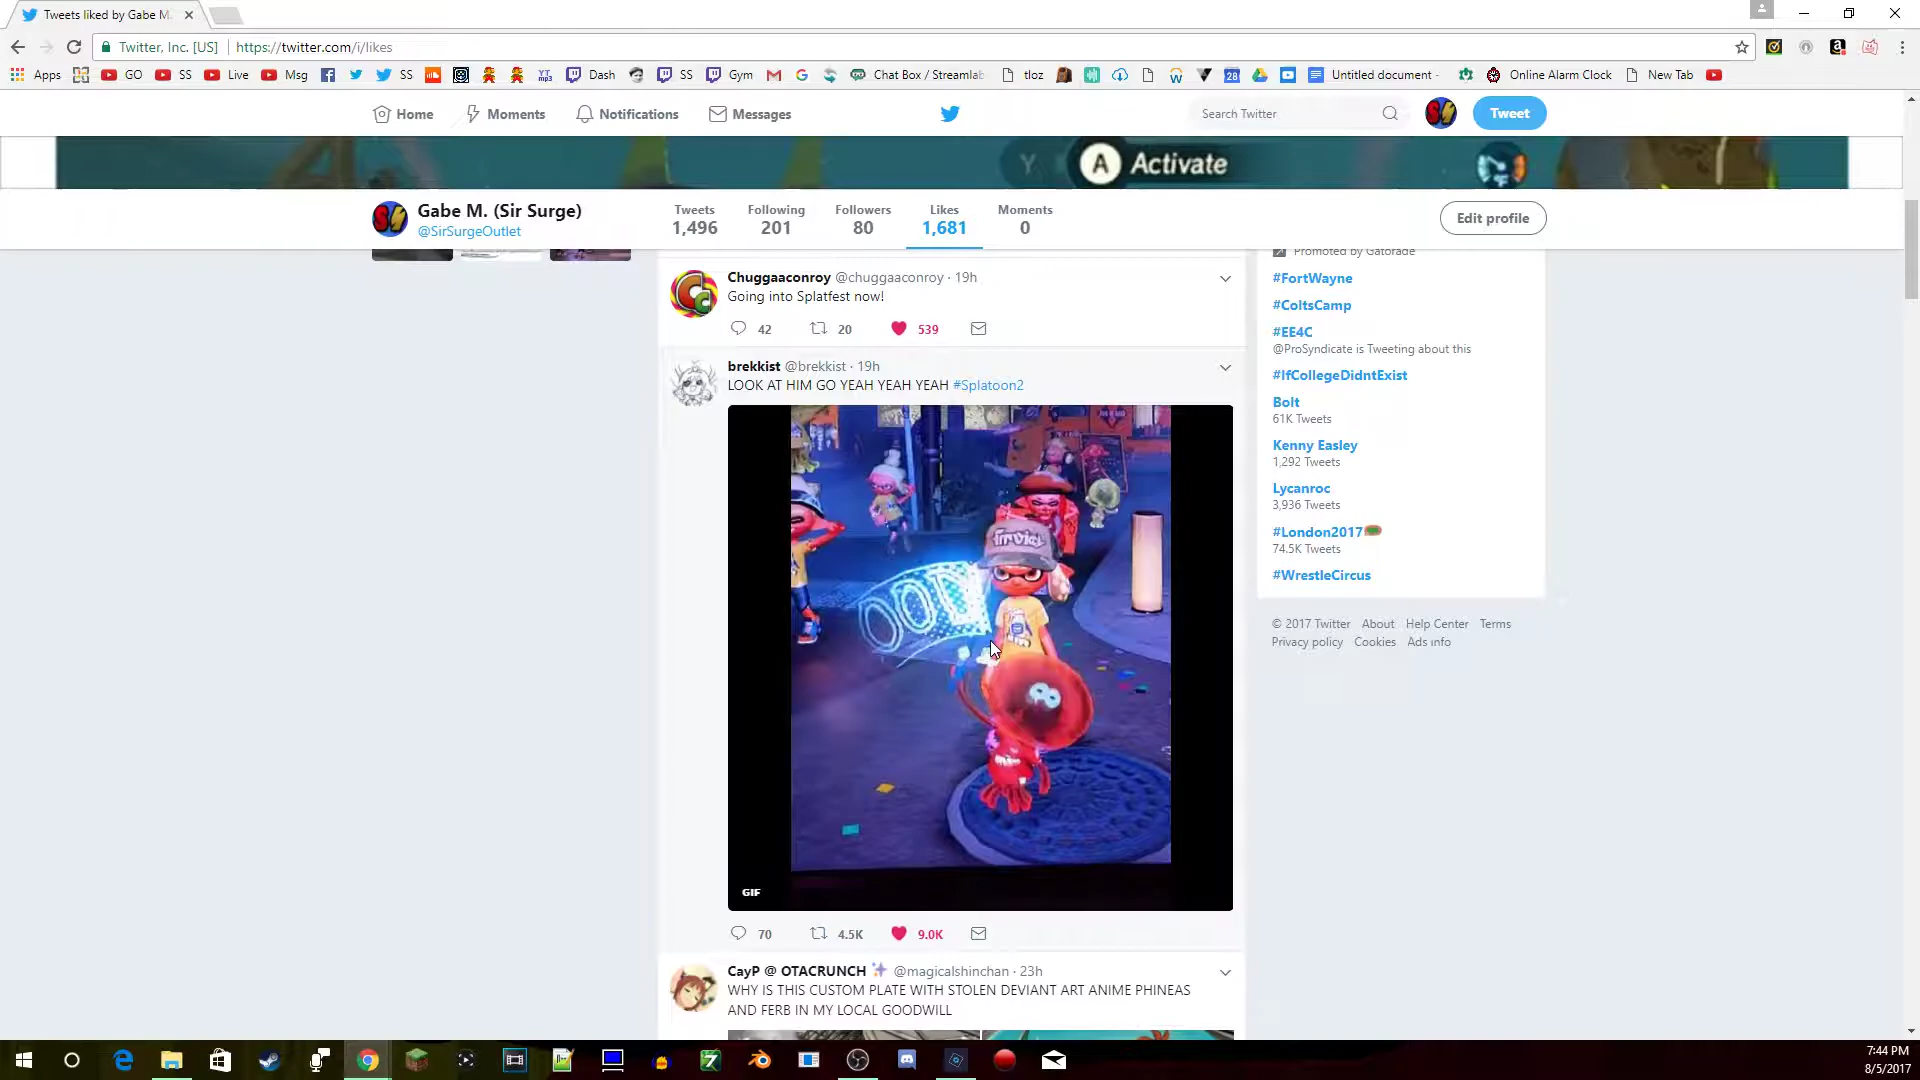 Tweets liked by Gabe M.
Twitter, Inc. [US] https://twitter.com/i/likes
Apps GO SS Live Msg SS Dash SS Gym Chat Box / Streamlab tloz 28 Untitled document - Online Alarm Clock New Tab
Home Moments Notifications Messages Search Twitter Tweet
Y A Activate
Gabe M. (Sir Surge)
@SirSurgeOutlet
Tweets Following Followers Likes Moments
1,496 201 80 1,681 0
Edit profile
Chuggaaconroy @chuggaaconroy · 19h
Going into Splatfest now!
42 20 539
brekkist @brekkist · 19h
LOOK AT HIM GO YEAH YEAH YEAH #Splatoon2
GIF
70 4.5K 9.0K
CayP @ OTACRUNCH @magicalshinchan · 23h
WHY IS THIS CUSTOM PLATE WITH STOLEN DEVIANT ART ANIME PHINEAS
AND FERB IN MY LOCAL GOODWILL
Promoted by Gatorade
#FortWayne
#ColtsCamp
#EE4C
@ProSyndicate is Tweeting about this
#IfCollegeDidntExist
Bolt
61K Tweets
Kenny Easley
1,292 Tweets
Lycanroc
3,936 Tweets
#London2017
74.5K Tweets
#WrestleCircus
© 2017 Twitter About Help Center Terms
Privacy policy Cookies Ads info
7:44 PM
8/5/2017